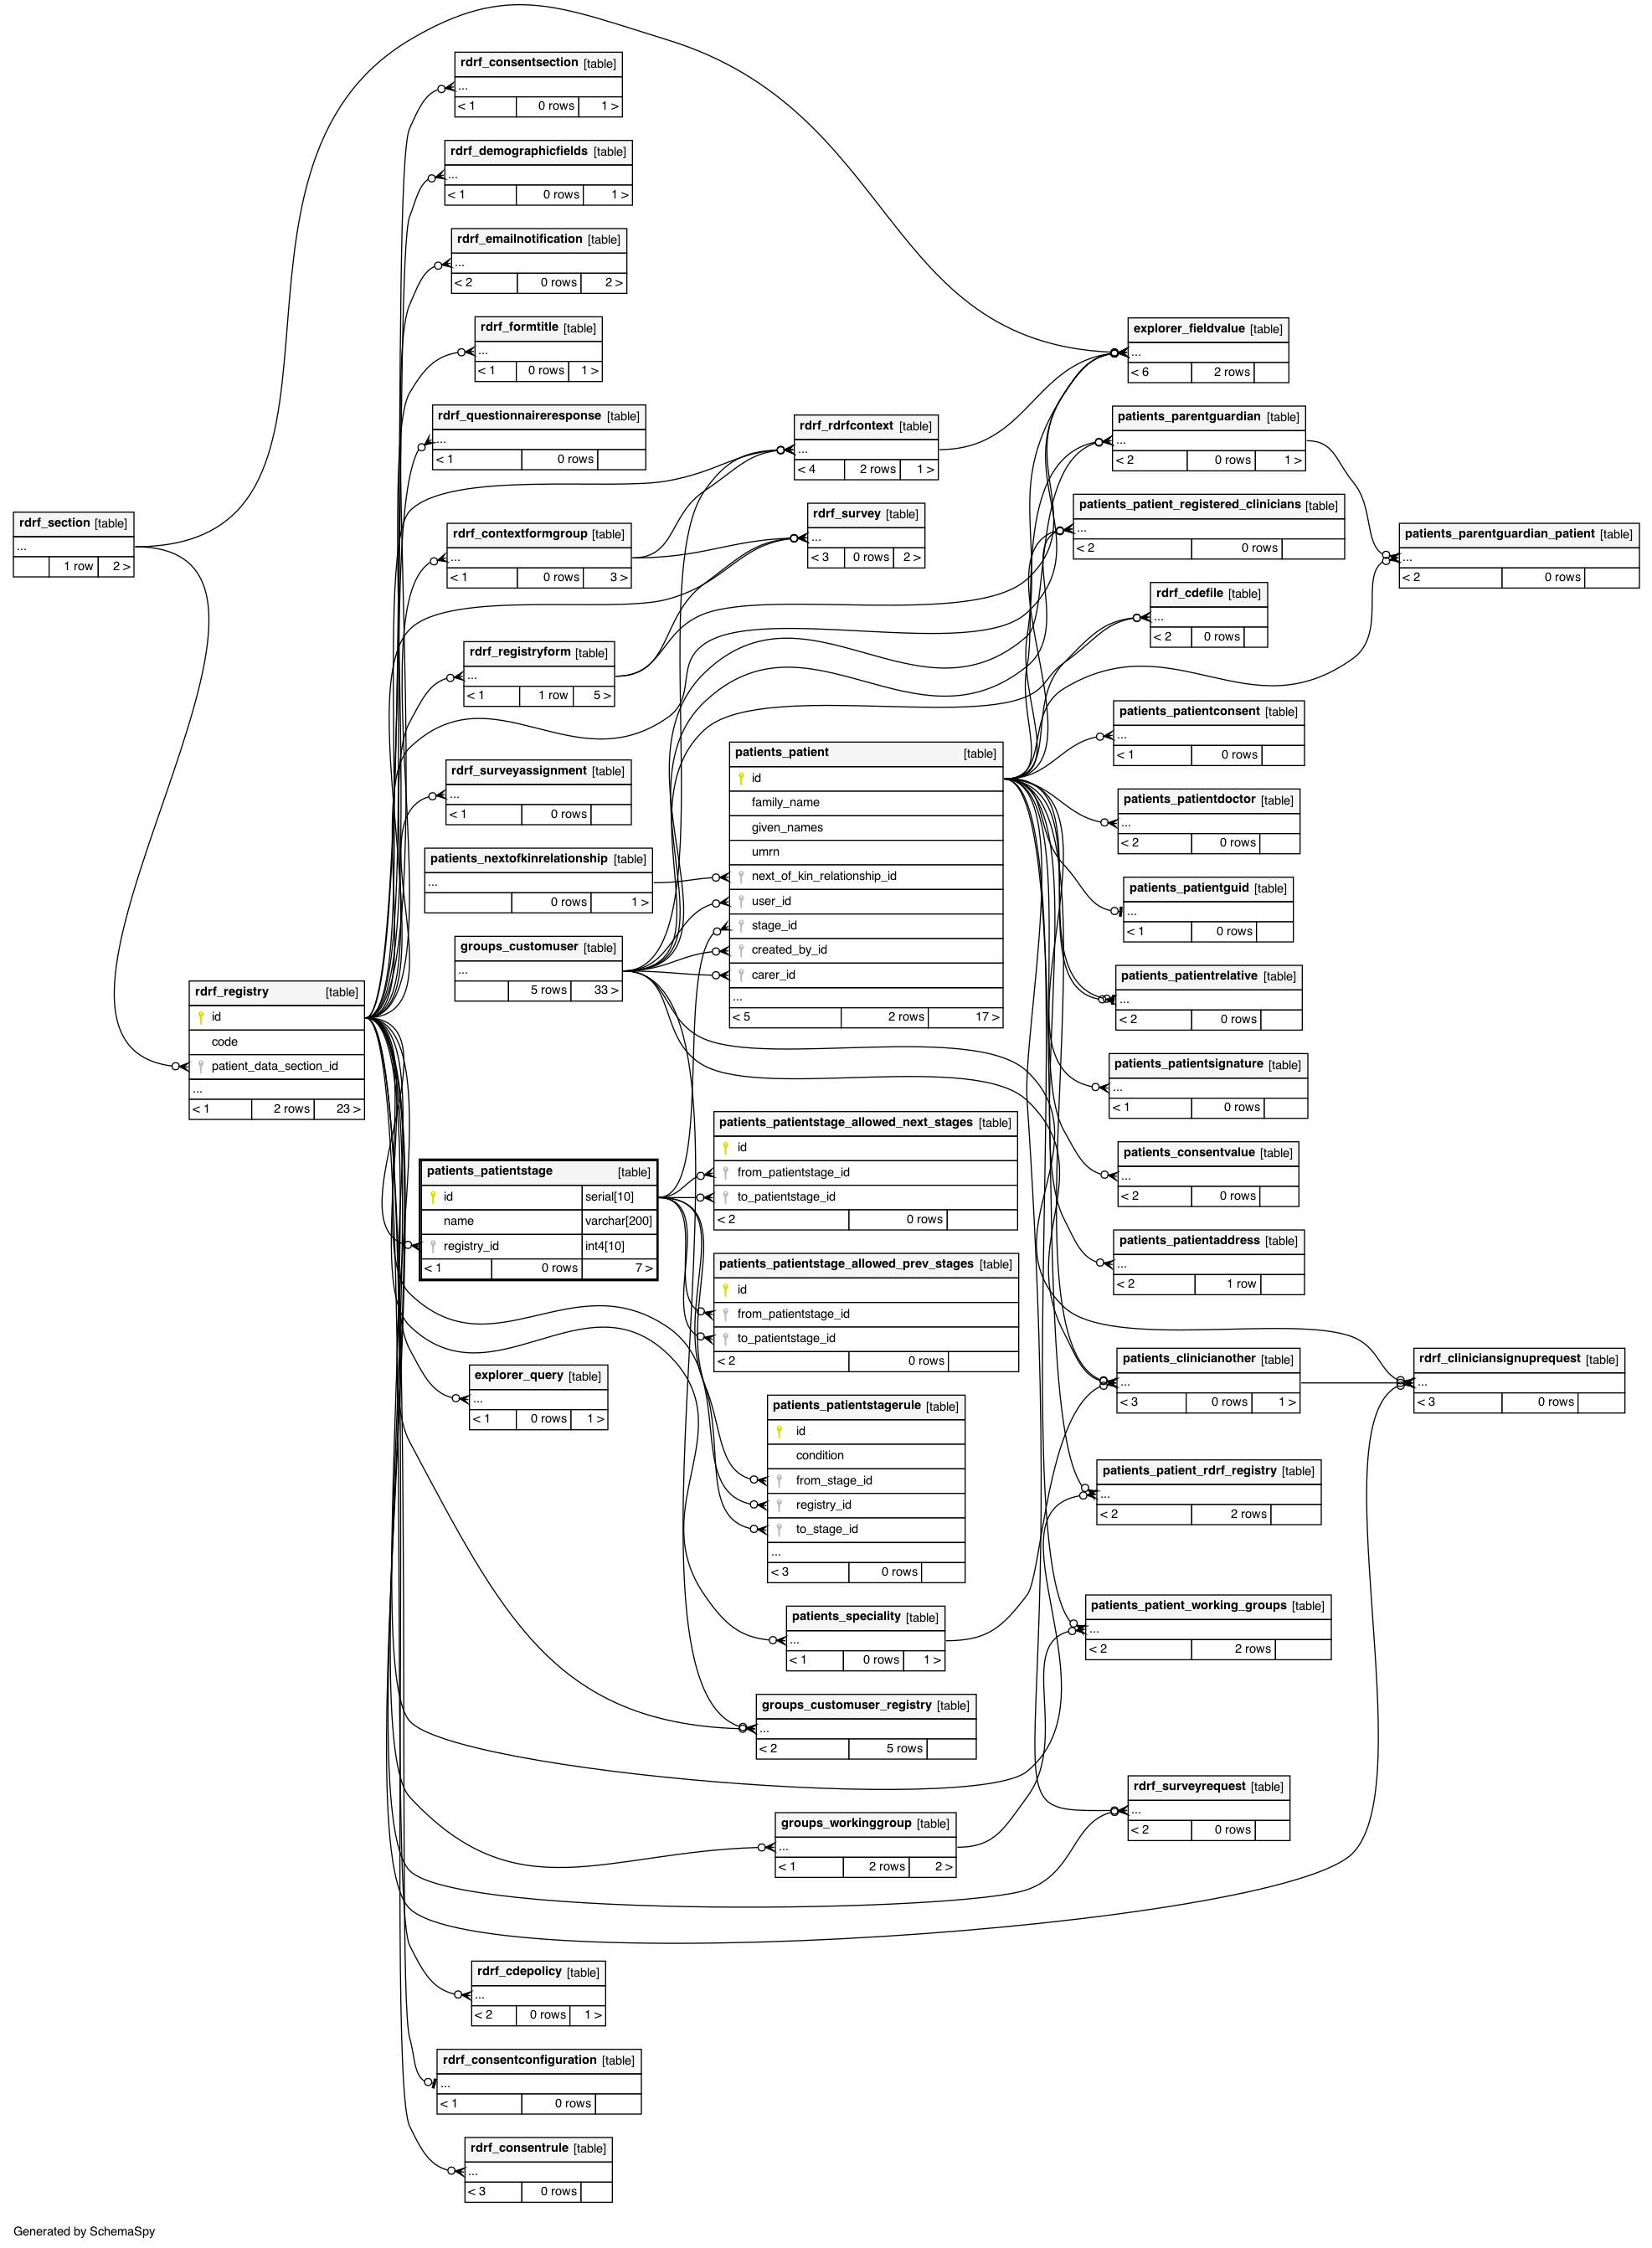 rdrf_consentsection [table]
...
< 1 0 rows 1 >
rdrf_demographicfields [table]
...
< 1 0 rows 1 >
rdrf_emailnotification [table]
...
< 2 0 rows 2 >
rdrf_formtitle [table]
...
< 1 0 rows 1 >
rdrf_questionnaireresponse [table]
...
< 1 0 rows
rdrf_section [table]
...
1 row 2 >
rdrf_contextformgroup [table]
...
< 1 0 rows 3 >
rdrf_registryform [table]
...
< 1 1 row 5 >
rdrf_surveyassignment [table]
...
< 1 0 rows
patients_nextofkinrelationship [table]
...
0 rows 1 >
groups_customuser [table]
...
5 rows 33 >
rdrf_registry [table]
id
code
patient_data_section_id
...
< 1 2 rows 23 >
patients_patientstage [table]
id serial[10]
name varchar[200]
registry_id int4[10]
< 1 0 rows 7 >
explorer_query [table]
...
< 1 0 rows 1 >
rdrf_cdepolicy [table]
...
< 2 0 rows 1 >
rdrf_consentconfiguration [table]
...
< 1 0 rows
rdrf_consentrule [table]
...
< 3 0 rows
rdrf_rdrfcontext [table]
...
< 4 2 rows 1 >
rdrf_survey [table]
...
< 3 0 rows 2 >
patients_patient [table]
id
family_name
given_names
umrn
next_of_kin_relationship_id
user_id
stage_id
created_by_id
carer_id
...
< 5 2 rows 17 >
patients_patientstage_allowed_next_stages [table]
id
from_patientstage_id
to_patientstage_id
< 2 0 rows
patients_patientstage_allowed_prev_stages [table]
id
from_patientstage_id
to_patientstage_id
< 2 0 rows
patients_patientstagerule [table]
id
condition
from_stage_id
registry_id
to_stage_id
...
< 3 0 rows
patients_speciality [table]
...
< 1 0 rows 1 >
groups_customuser_registry [table]
...
< 2 5 rows
groups_workinggroup [table]
...
< 1 2 rows 2 >
explorer_fieldvalue [table]
...
< 6 2 rows
patients_parentguardian [table]
...
< 2 0 rows 1 >
patients_patient_registered_clinicians [table]
...
< 2 0 rows
rdrf_cdefile [table]
...
< 2 0 rows
patients_patientconsent [table]
...
< 1 0 rows
patients_patientdoctor [table]
...
< 2 0 rows
patients_patientguid [table]
...
< 1 0 rows
patients_patientrelative [table]
...
< 2 0 rows
patients_patientsignature [table]
...
< 1 0 rows
patients_consentvalue [table]
...
< 2 0 rows
patients_patientaddress [table]
...
< 2 1 row
patients_clinicianother [table]
...
< 3 0 rows 1 >
patients_patient_rdrf_registry [table]
...
< 2 2 rows
patients_patient_working_groups [table]
...
< 2 2 rows
rdrf_surveyrequest [table]
...
< 2 0 rows
patients_parentguardian_patient [table]
...
< 2 0 rows
rdrf_cliniciansignuprequest [table]
...
< 3 0 rows
Generated by SchemaSpy